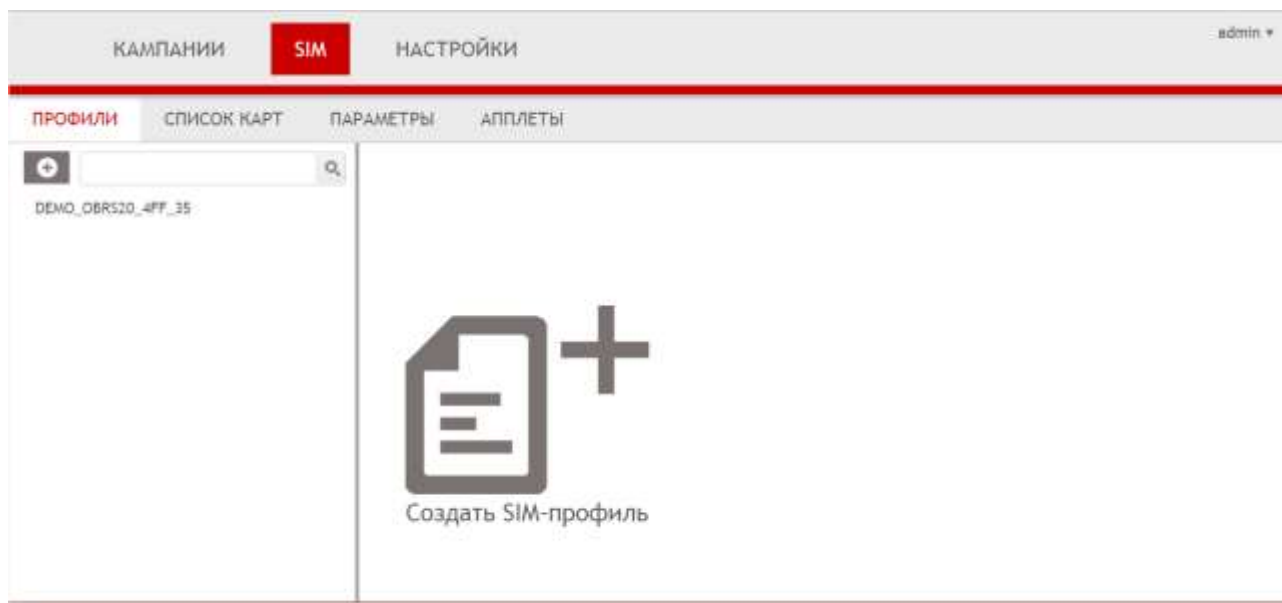 КАМПАНИИ SIM НАСТРОЙКИ admin
ПРОФИЛИ СПИСОК КАРТ ПАРАМЕТРЫ АППЛЕТЫ
DEMO_OBRS20_4FF_35
Создать SIM-профиль